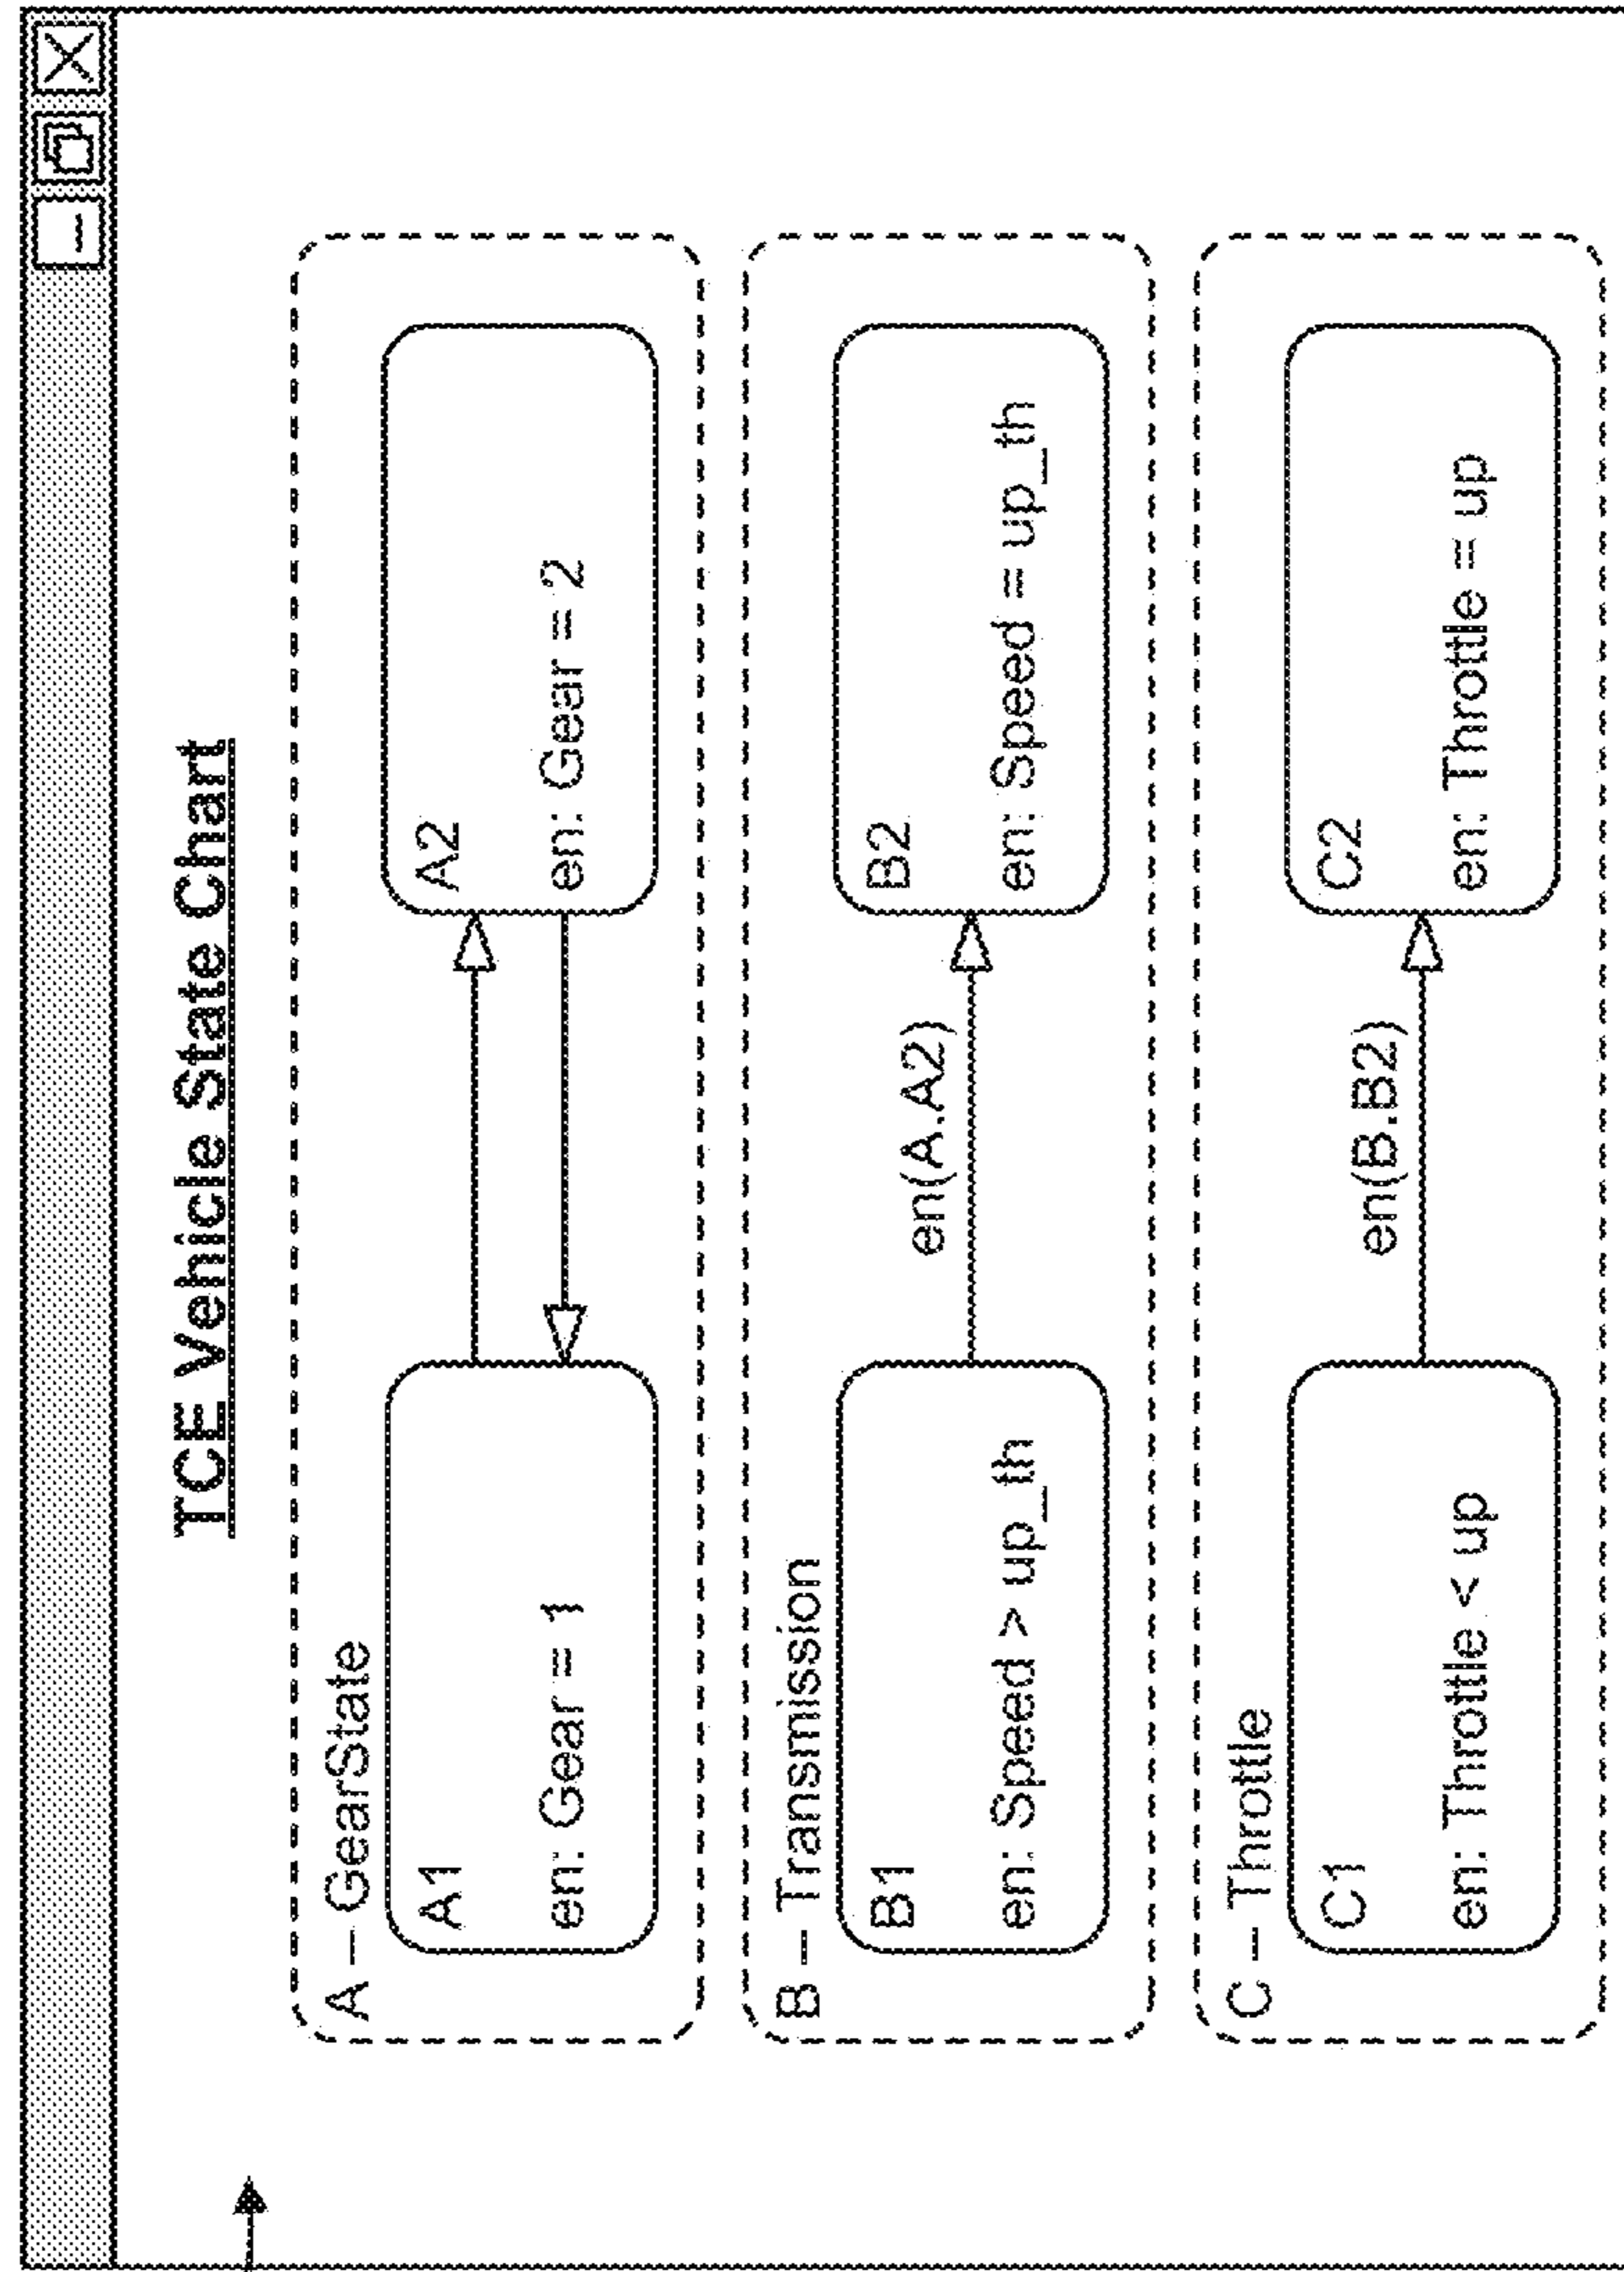 TCE Vehicle State Chart
A – GearState
A1
en: Gear = 1
A2
en: Gear = 2
B – Transmission
B1
en: Speed > up_th
en(A.A2)
B2
en: Speed = up_th
C – Throttle
C1
en: Throttle < up
en(B.B2)
C2
en: Throttle = up